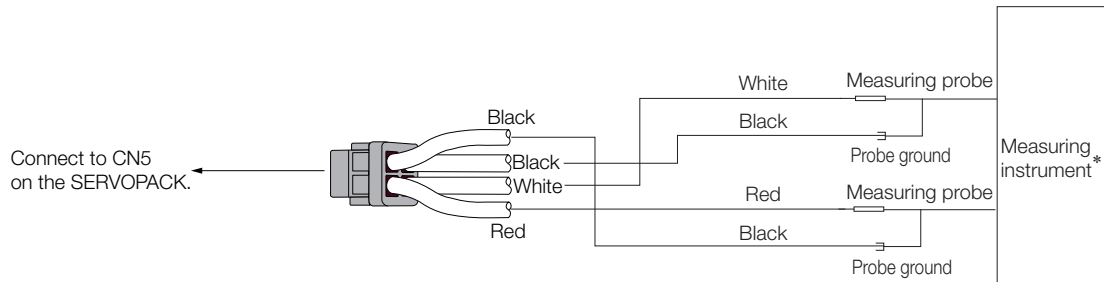 White
Measuring probe
Black
Black
Probe ground
Connect to CN5
on the SERVOPACK.
Black
White
Measuring
instrument*
Red
Measuring probe
Red
Black
Probe ground